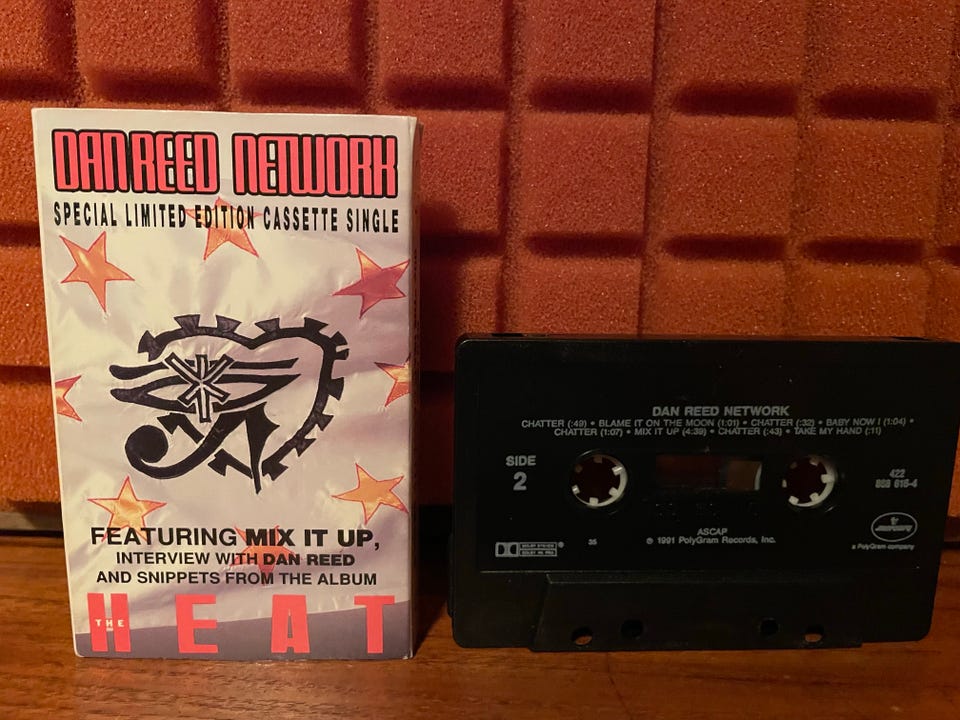 DAN REED NETWORK
SPECIAL LIMITED EDITION CASSETTE SINGLE
FEATURING MIX IT UP,
INTERVIEW WITH DAN REED
AND SNIPPETS FROM THE ALBUM
THE HEAT
DAN REED NETWORK
CHATTER (:49) • BLAME IT ON THE MOON (1:01) • CHATTER (:32) • BABY NOW I (1:04) •
CHATTER (1:07) • MIX IT UP (4:39) • CHATTER (:43) • TAKE MY HAND (:11)
SIDE
2
422
868 616-4
ASCAP
℗ 1991 PolyGram Records, Inc.
35
a PolyGram company